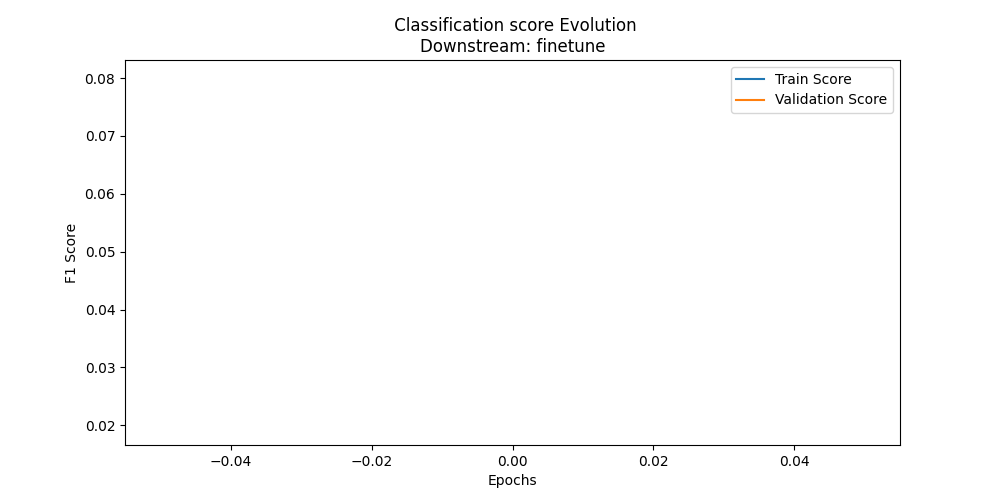 Classification score Evolution
Downstream: finetune
Train Score
Validation Score
0.08
0.07
0.06
0.05
0.04
0.03
0.02
F1 Score
−0.04
−0.02
0.00
0.02
0.04
Epochs